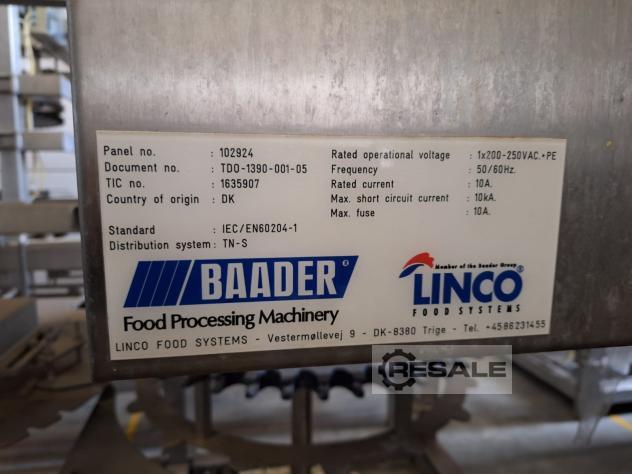 Panel no. : 102924
Document no. : TDO-1390-001-05
TIC no. : 1635907
Country of origin : DK
Standard : IEC/EN60204-1
Distribution system : TN-S
Rated operational voltage : 1x200-250VAC.+PE
Frequency : 50/60Hz.
Rated current : 10A.
Max. short circuit current : 10kA.
Max. fuse : 10A.
BAADER®
Food Processing Machinery
Member of the Baader Group
LINCO®
FOOD SYSTEMS
LINCO FOOD SYSTEMS - Vestermøllevej 9 - DK-8380 Trige - Tel. +4586231455
RESALE